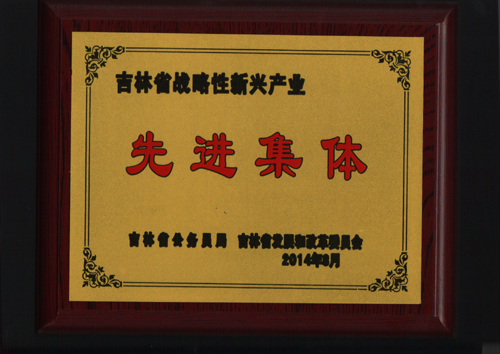 吉林省战略性新兴产业
先进集体
吉林省公务员局 吉林省发展和改革委员会
2014年8月